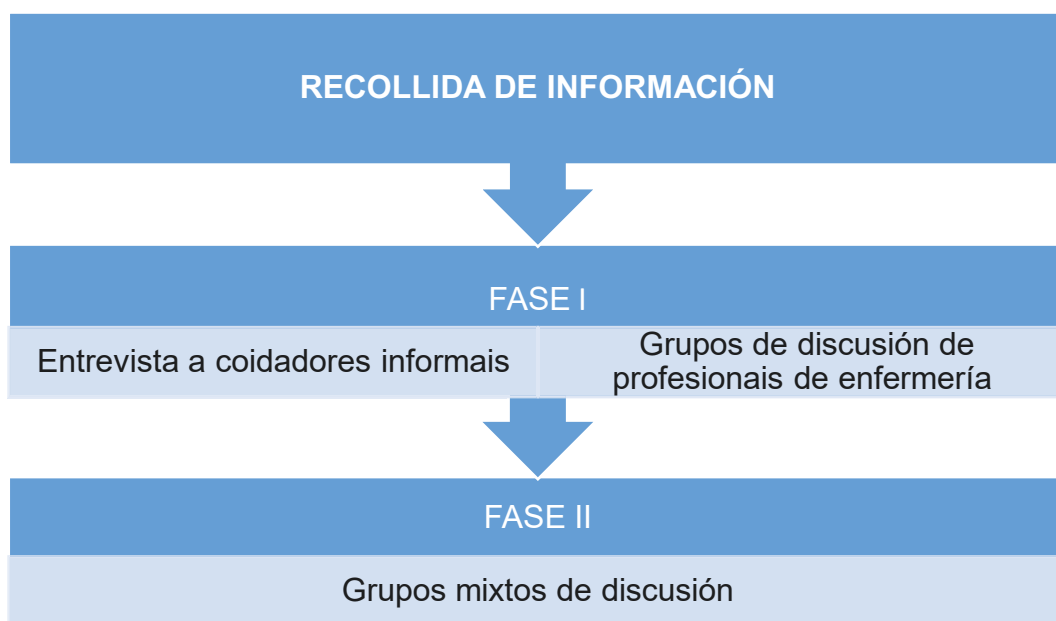 RECOLLIDA DE INFORMACIÓN
FASE I
Entrevista a coidadores informais
Grupos de discusión de
profesionais de enfermería
FASE II
Grupos mixtos de discusión